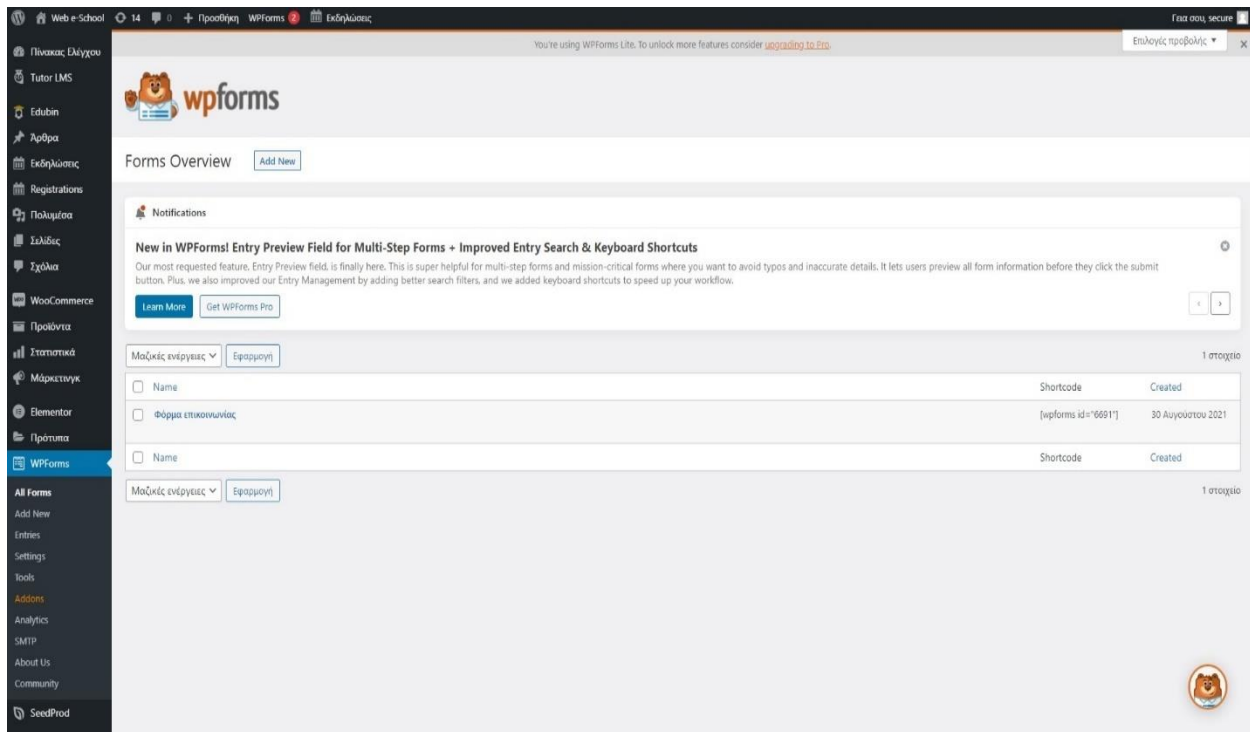 Web e-School 14 0 + Προσθήκη WPForms 2 Εκδηλώσεις Γεια σου, secure
Πίνακας Ελέγχου
Tutor LMS
Edubin
Άρθρα
Εκδηλώσεις
Registrations
Πολυμέσα
Σελίδες
Σχόλια
WooCommerce
Προϊόντα
Στατιστικά
Μάρκετινγκ
Elementor
Πρότυπα
WPForms
All Forms
Add New
Entries
Settings
Tools
Addons
Analytics
SMTP
About Us
Community
SeedProd
You're using WPForms Lite. To unlock more features consider upgrading to Pro.
Επιλογές προβολής
wpforms
Forms Overview Add New
Notifications
New in WPForms! Entry Preview Field for Multi-Step Forms + Improved Entry Search & Keyboard Shortcuts
Our most requested feature, Entry Preview field, is finally here. This is super helpful for multi-step forms and mission-critical forms where you want to avoid typos and inaccurate details. It lets users preview all form information before they click the submit
button. Plus, we also improved our Entry Management by adding better search filters, and we added keyboard shortcuts to speed up your workflow.
Learn More Get WPForms Pro
Μαζικές ενέργειες Εφαρμογή 1 στοιχείο
Name Shortcode Created
Φόρμα επικοινωνίας [wpforms id="6691"] 30 Αυγούστου 2021
Name Shortcode Created
Μαζικές ενέργειες Εφαρμογή 1 στοιχείο